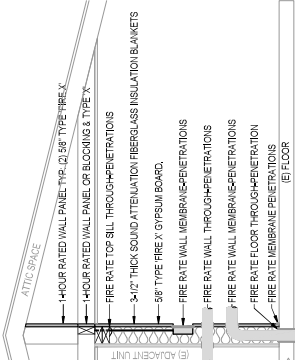 ATTIC SPACE
1-HOUR RATED WALL PANEL TYP. (2) 5/8" TYPE 'FIRE X'
1-HOUR RATED WALL PANEL OR BLOCKING & TYPE 'X'
FIRE RATE TOP SILL THROUGH-PENETRATIONS
3-1/2" THICK SOUND ATTENUATION FIBERGLASS INSULATION BLANKETS
5/8" TYPE 'FIRE X' GYPSUM BOARD,
FIRE RATE WALL MEMBRANE-PENETRATIONS
FIRE RATE WALL THROUGH-PENETRATIONS
FIRE RATE WALL MEMBRANE-PENETRATIONS
FIRE RATE FLOOR THROUGH-PENETRATION
FIRE RATE MEMBRANE PENETRATIONS
(E) FLOOR
(E) ADJACENT UNIT